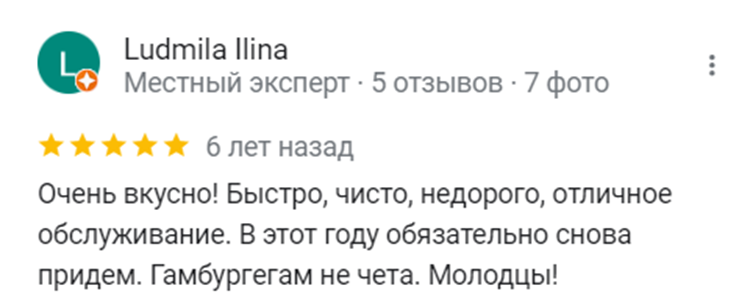 L
Ludmila Ilina
Местный эксперт · 5 отзывов · 7 фото
6 лет назад
Очень вкусно! Быстро, чисто, недорого, отличное
обслуживание. В этот году обязательно снова
придем. Гамбургегам не чета. Молодцы!